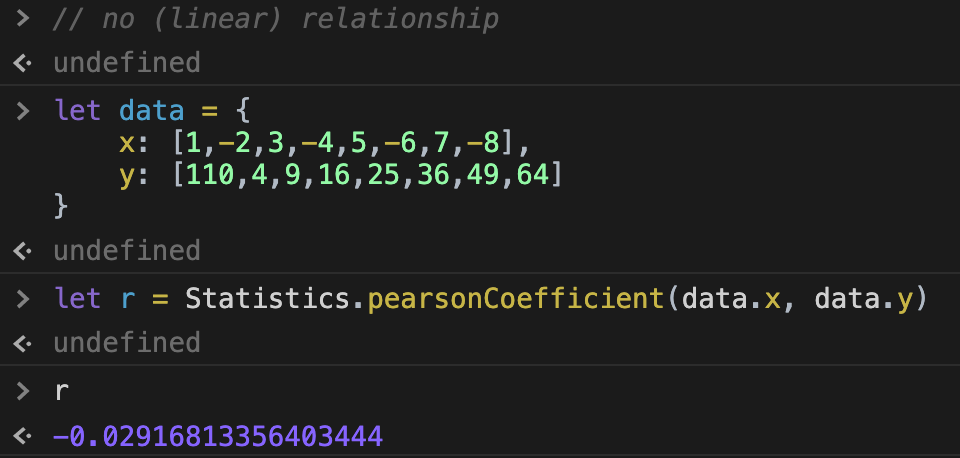 > // no (linear) relationship
<· undefined
> let data = {
x: [1,-2,3,-4,5,-6,7,-8],
y: [110,4,9,16,25,36,49,64]
}
<· undefined
> let r = Statistics.pearsonCoefficient(data.x, data.y)
<· undefined
> r
<· -0.02916813356403444